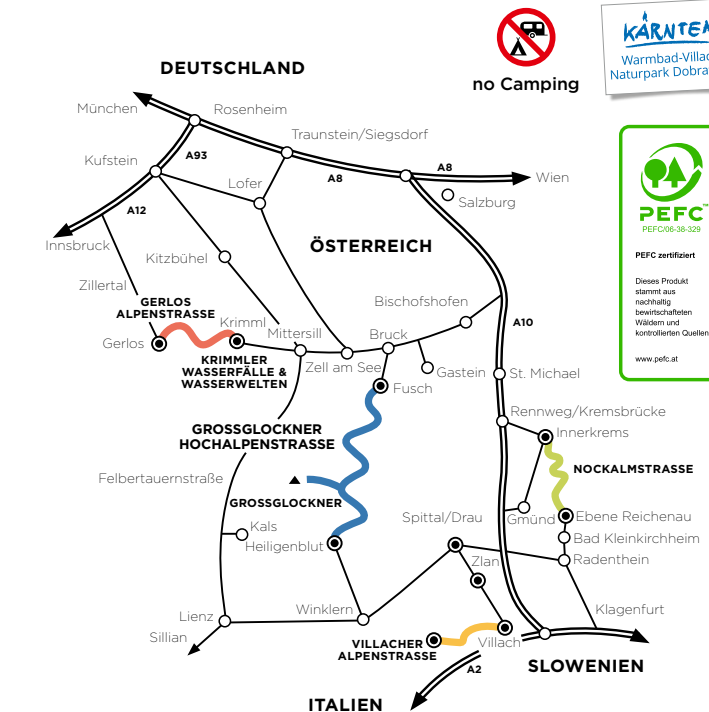 KÄRNTEN
Warmbad-Villac
Naturpark Dobra
no Camping
DEUTSCHLAND
München
Rosenheim
Traunstein/Siegsdorf
Kufstein
A93
A8
A8
Wien
Lofer
Salzburg
A12
Innsbruck
ÖSTERREICH
Kitzbühel
Zillertal
GERLOS
ALPENSTRASSE
Bischofshofen
Krimml
Mittersill
Bruck
A10
Gerlos
KRIMMLER
WASSERFÄLLE &
WASSERWELTEN
Zell am See
Gastein
St. Michael
Fusch
Rennweg/Kremsbrücke
Innerkrems
GROSSGLOCKNER
HOCHALPENSTRASSE
NOCKALMSTRASSE
Felbertauernstraße
GROSSGLOCKNER
Spittal/Drau
Gmünd
Ebene Reichenau
Kals
Bad Kleinkirchheim
Heiligenblut
Zlan
Radenthein
Lienz
Winklern
Klagenfurt
Sillian
VILLACHER
ALPENSTRASSE
Villach
A2
SLOWENIEN
ITALIEN
PEFC
PEFC/06-38-329
PEFC zertifiziert
Dieses Produkt
stammt aus
nachhaltig
bewirtschafteten
Wäldern und
kontrollierten Quellen
www.pefc.at